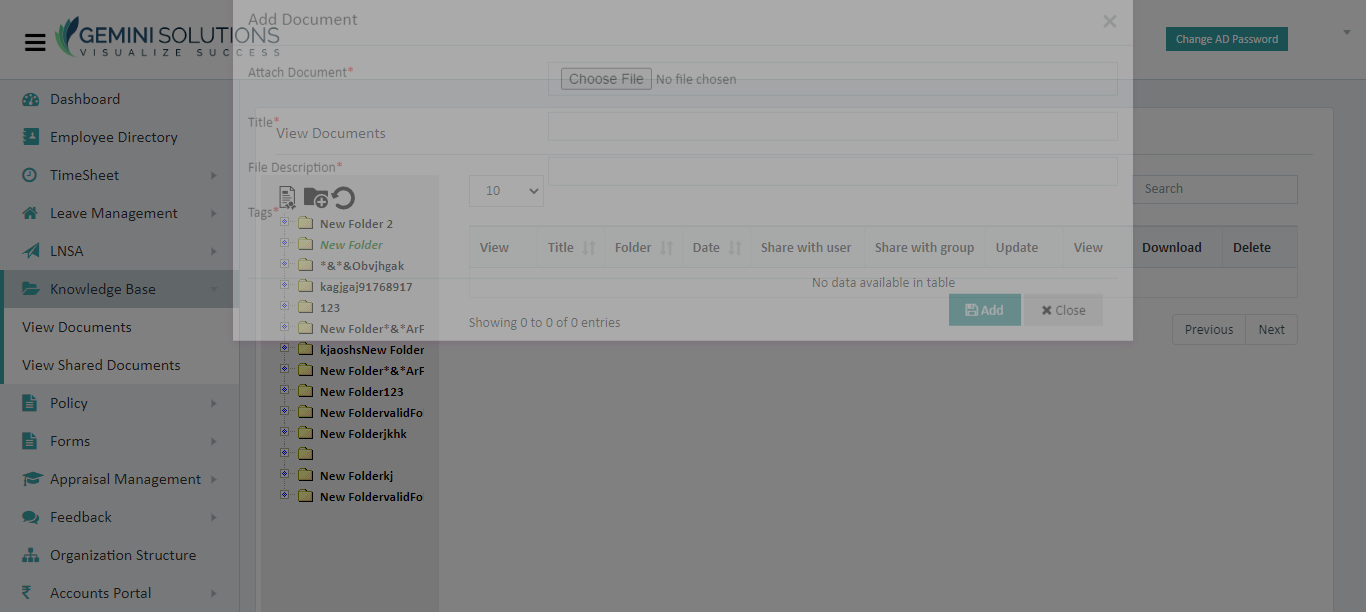 Add Document
×
GEMINI SOLUTIONS
VISUALIZE SUCCESS
Change AD Password
Attach Document*
Choose File No file chosen
Title*
View Documents
File Description*
Tags*
10
Search
Dashboard
Employee Directory
TimeSheet
Leave Management
LNSA
Knowledge Base
View Documents
View Shared Documents
Policy
Forms
Appraisal Management
Feedback
Organization Structure
Accounts Portal
New Folder 2
New Folder
*&*&Obvjhgak
kagjgaj91768917
123
New Folder*&*ArF
kjaoshsNew Folder
New Folder*&*ArF
New Folder123
New FoldervalidFo
New Folderjkhk
New Folderkj
New FoldervalidFo
View Title Folder Date Share with user Share with group Update View Download Delete
No data available in table
Showing 0 to 0 of 0 entries
Add
Close
Previous Next